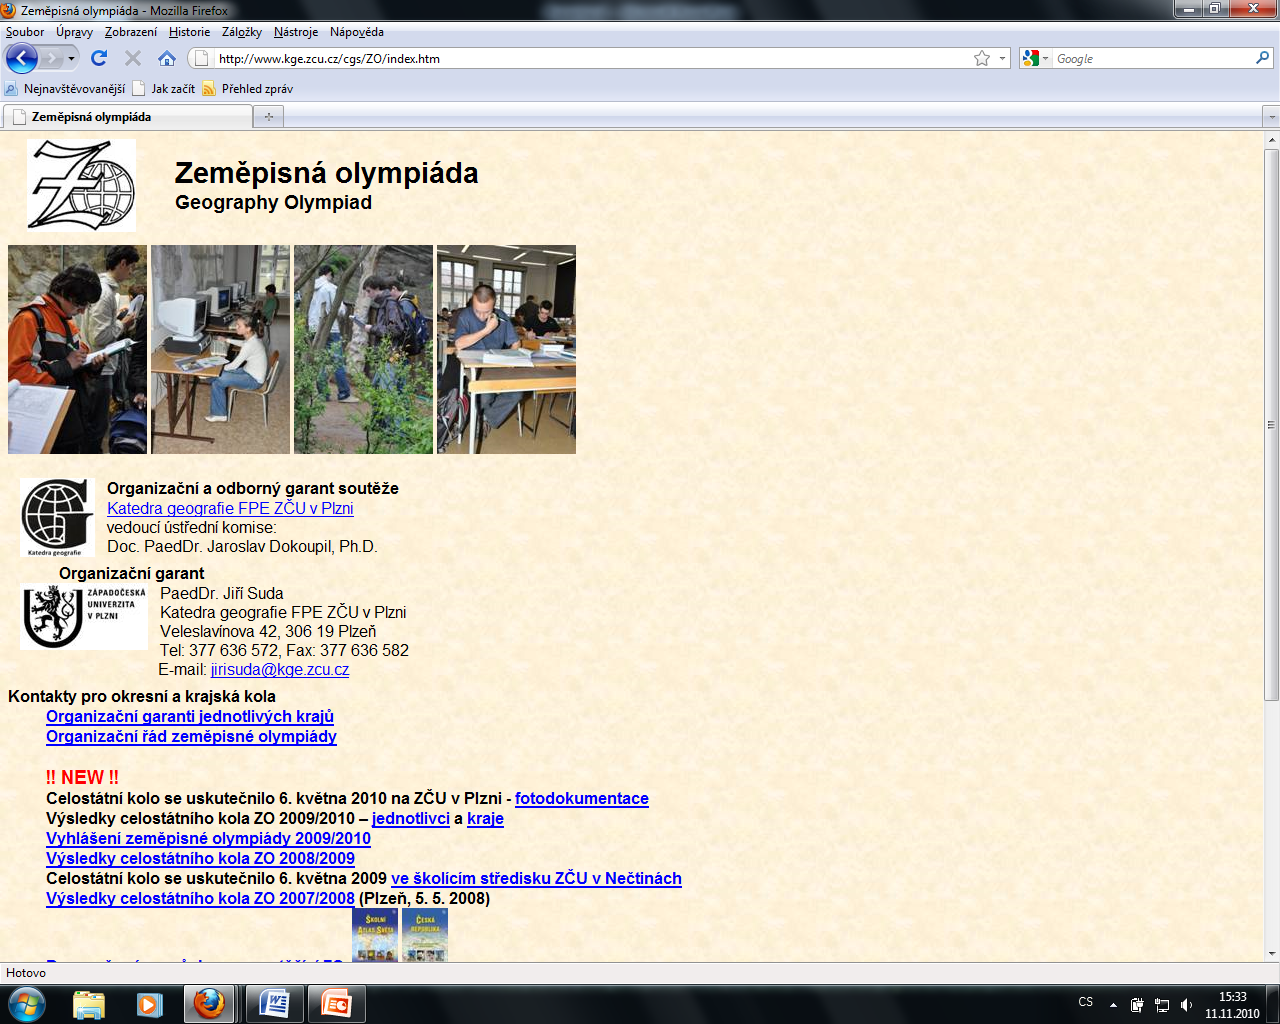 Zeměpisná olympiáda - Mozilla Firefox
Soubor Úpravy Zobrazení Historie Záložky Nástroje Nápověda
http://www.kge.zcu.cz/cgs/ZO/index.htm
Google
Nejnavštěvovanější Jak začít Přehled zpráv
Zeměpisná olympiáda
Zeměpisná olympiáda
Geography Olympiad
Organizační a odborný garant soutěže
Katedra geografie FPE ZČU v Plzni
vedoucí ústřední komise:
Doc. PaedDr. Jaroslav Dokoupil, Ph.D.
Katedra geografie
Organizační garant
ZÁPADOČESKÁ
UNIVERZITA
V PLZNI
PaedDr. Jiří Suda
Katedra geografie FPE ZČU v Plzni
Veleslavínova 42, 306 19 Plzeň
Tel: 377 636 572, Fax: 377 636 582
E-mail: jirisuda@kge.zcu.cz
Kontakty pro okresní a krajská kola
Organizační garanti jednotlivých krajů
Organizační řád zeměpisné olympiády
!! NEW !!
Celostátní kolo se uskutečnilo 6. května 2010 na ZČU v Plzni - fotodokumentace
Výsledky celostátního kola ZO 2009/2010 – jednotlivci a kraje
Vyhlášení zeměpisné olympiády 2009/2010
Výsledky celostátního kola ZO 2008/2009
Celostátní kolo se uskutečnilo 6. května 2009 ve školícím středisku ZČU v Nečtinách
Výsledky celostátního kola ZO 2007/2008 (Plzeň, 5. 5. 2008)
ŠKOLNÍ
ATLAS SVĚTA
ČESKÁ
REPUBLIKA
Hotovo
CS
15:33
11.11.2010